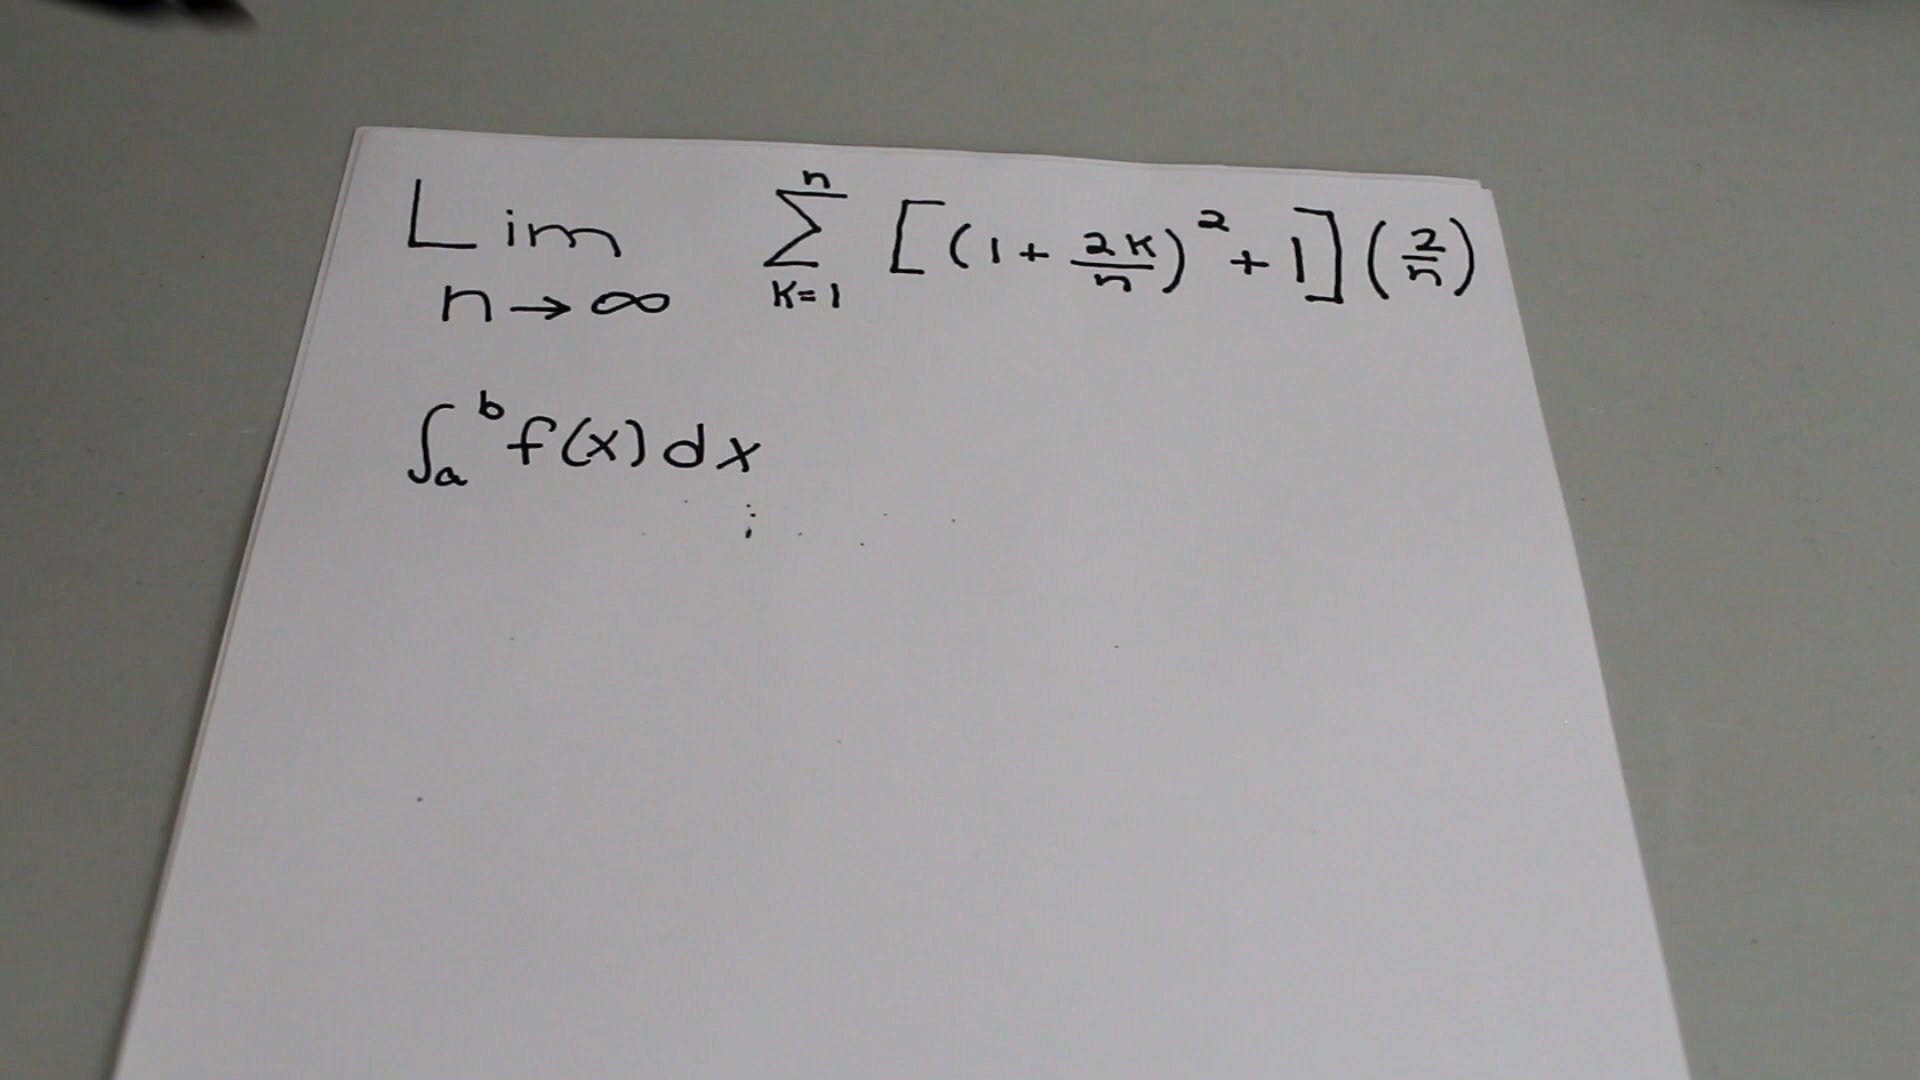 Lim n→∞ n∑k=1 [(1 + 2k/n)² + 1](2/n)
∫ₐᵇ f(x) dx